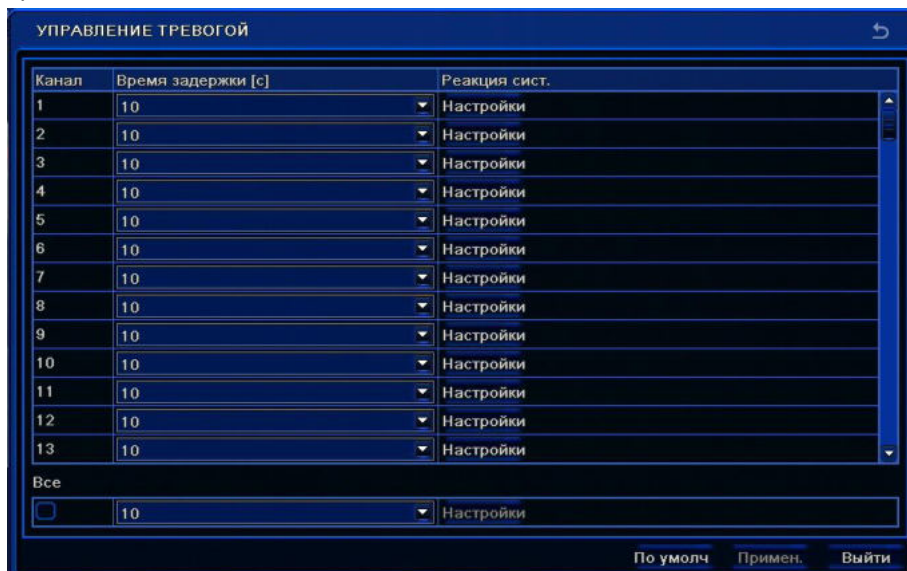 УПРАВЛЕНИЕ ТРЕВОГОЙ
Канал Время задержки [с] Реакция сист.
1 10 Настройки
2 10 Настройки
3 10 Настройки
4 10 Настройки
5 10 Настройки
6 10 Настройки
7 10 Настройки
8 10 Настройки
9 10 Настройки
10 10 Настройки
11 10 Настройки
12 10 Настройки
13 10 Настройки
Все
10 Настройки
По умолч Примен. Выйти